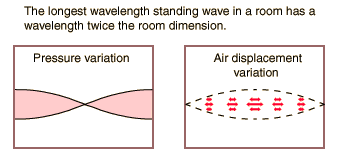 The longest wavelength standing wave in a room has a
wavelength twice the room dimension.
Pressure variation
Air displacement
variation